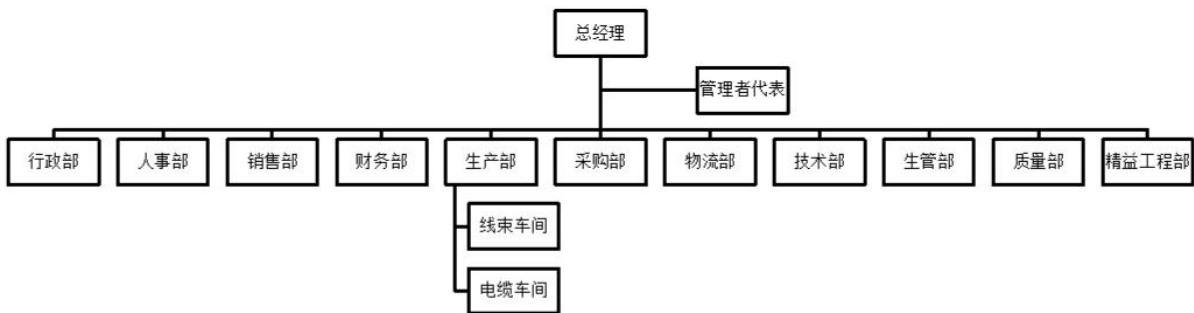 总经理
管理者代表
行政部
人事部
销售部
财务部
生产部
采购部
物流部
技术部
生管部
质量部
精益工程部
线束车间
电缆车间